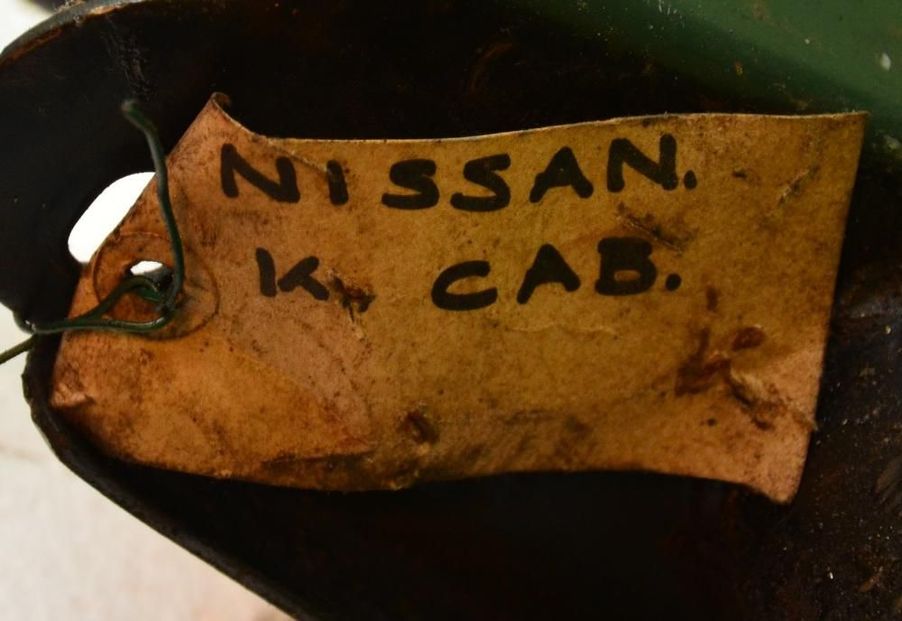 NISSAN.
K. CAB.